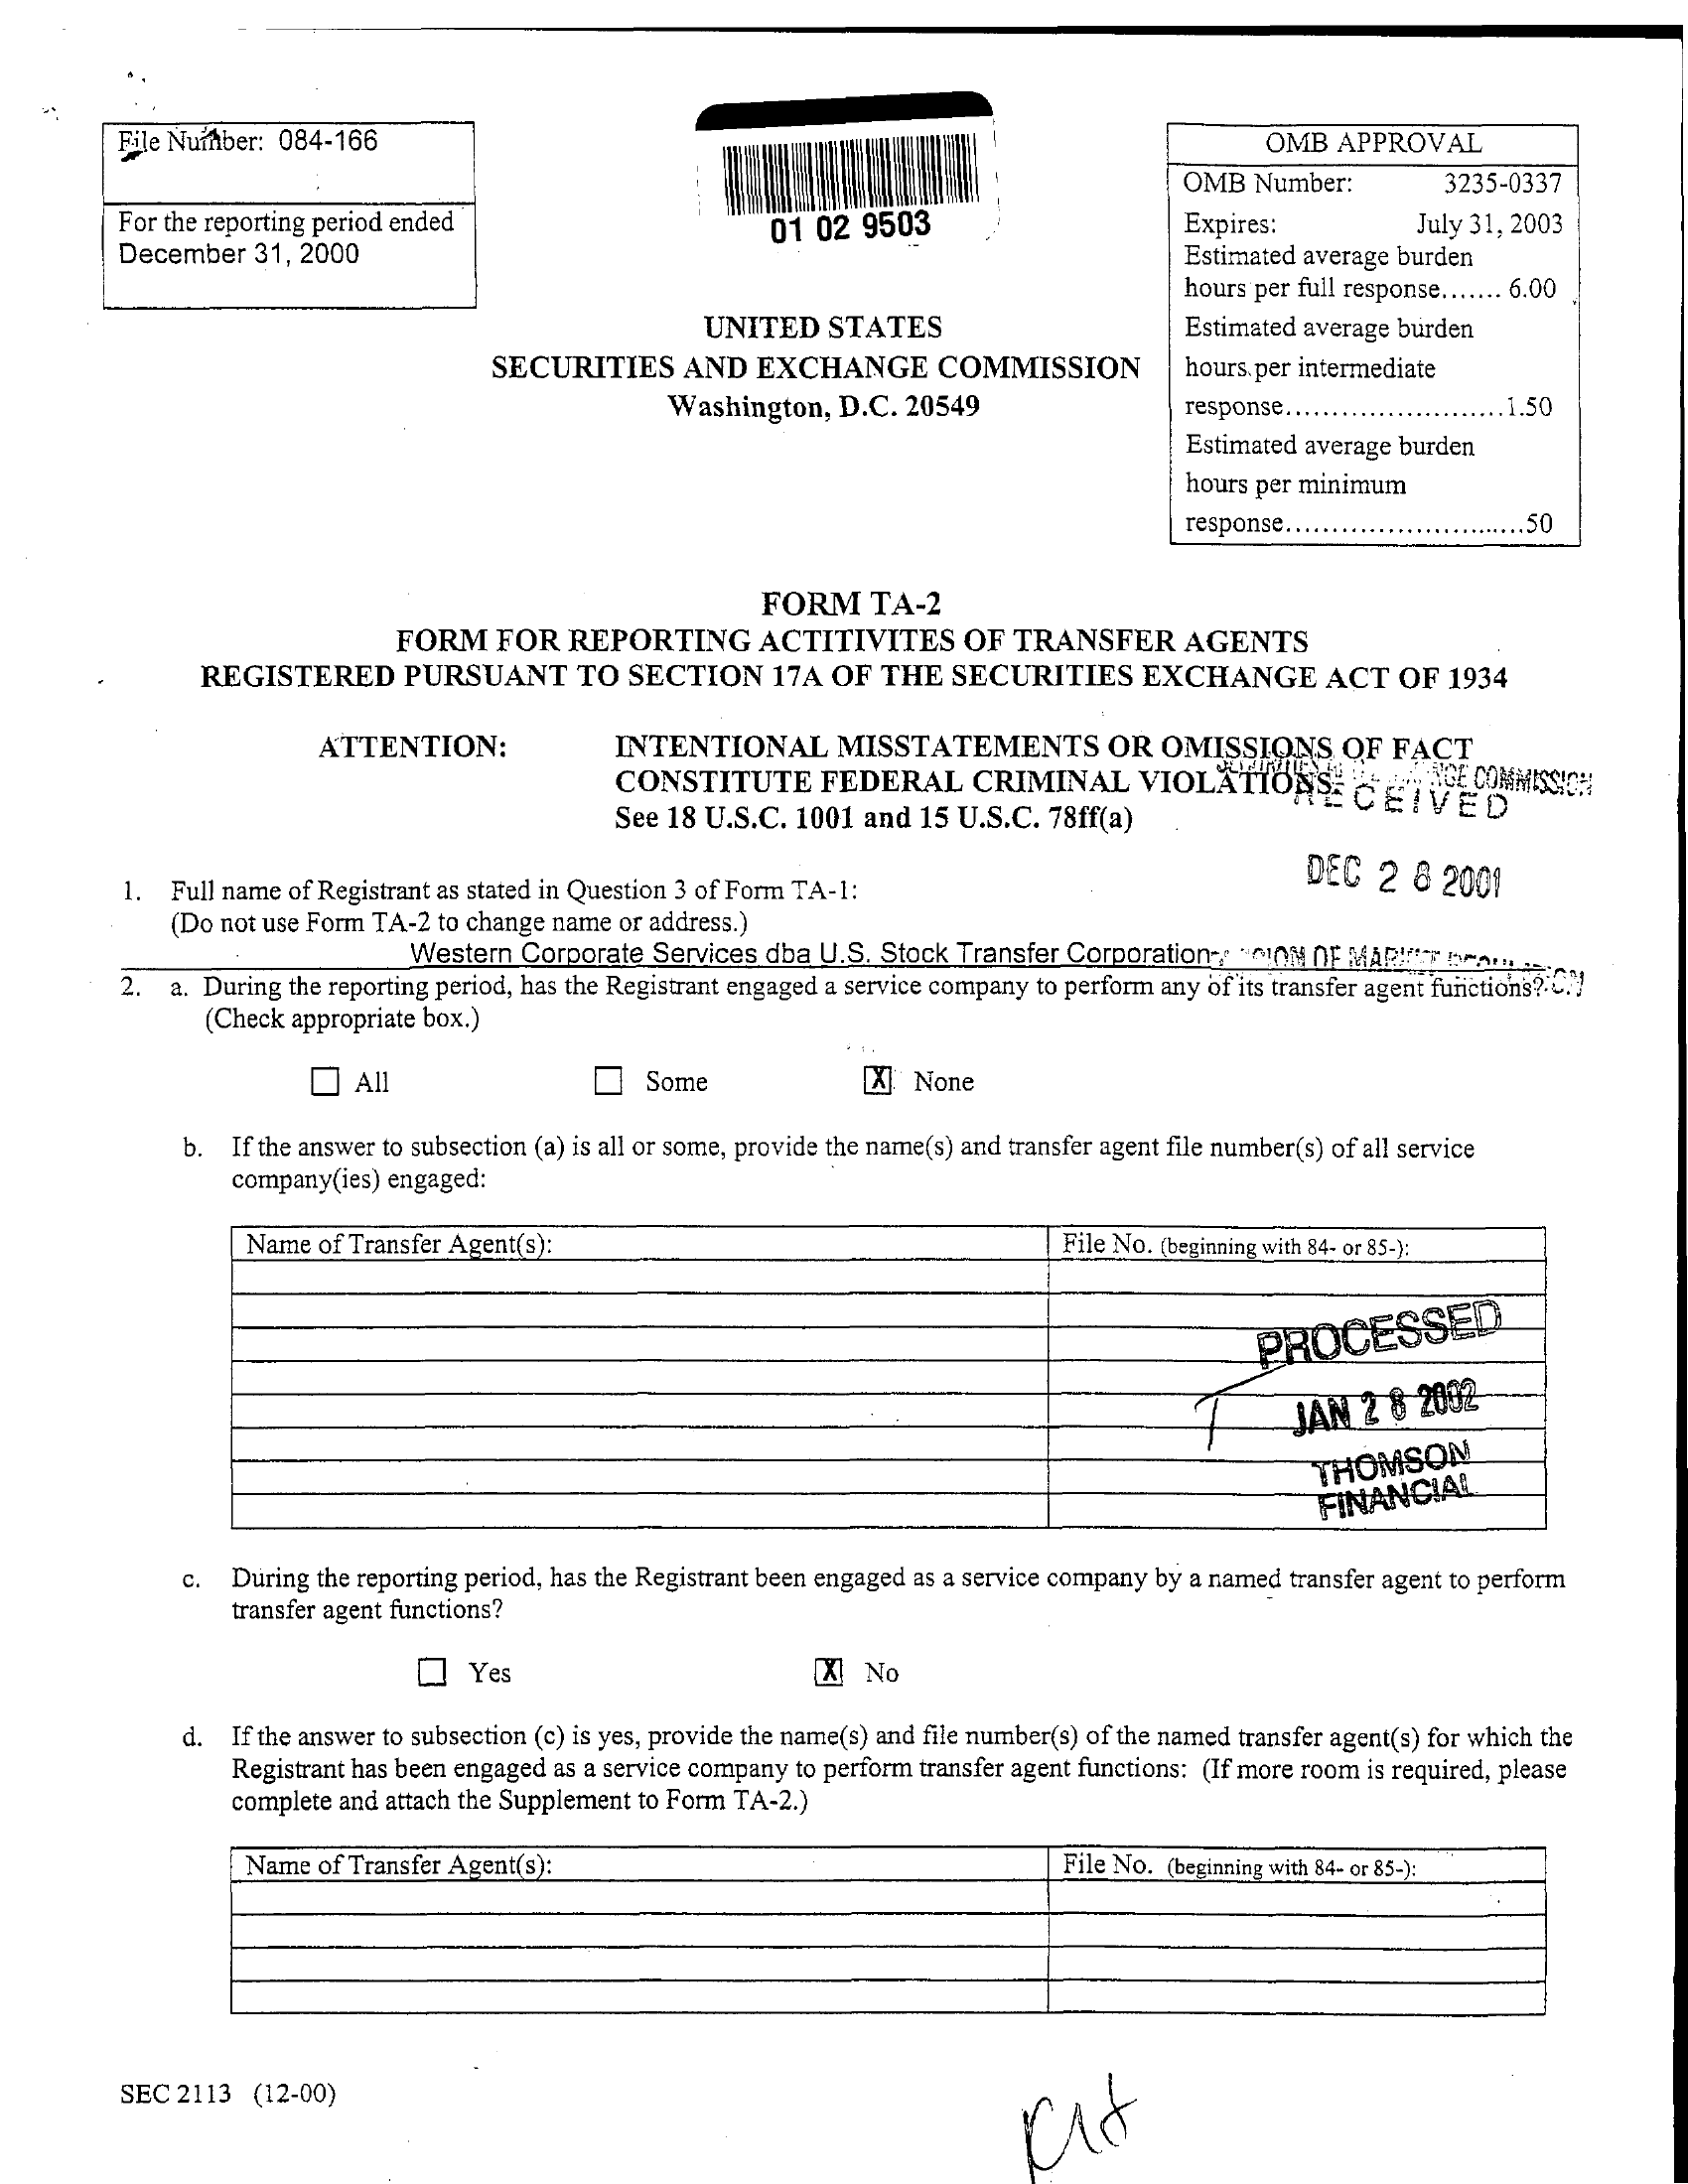 File Number: 084-166
For the reporting period ended
December 31, 2000
01 02 9503
OMB APPROVAL
OMB Number: 3235-0337
Expires: July 31, 2003
Estimated average burden
hours per full response....... 6.00
Estimated average burden
hours per intermediate
response........................1.50
Estimated average burden
hours per minimum
response..........................50
UNITED STATES
SECURITIES AND EXCHANGE COMMISSION
Washington, D.C. 20549
FORM TA-2
FORM FOR REPORTING ACTITIVITES OF TRANSFER AGENTS
REGISTERED PURSUANT TO SECTION 17A OF THE SECURITIES EXCHANGE ACT OF 1934
ATTENTION: INTENTIONAL MISSTATEMENTS OR OMISSIONS OF FACT
CONSTITUTE FEDERAL CRIMINAL VIOLATIONS.
See 18 U.S.C. 1001 and 15 U.S.C. 78ff(a)
COMMISSION
RECEIVED
DEC 28 2001
1. Full name of Registrant as stated in Question 3 of Form TA-1:
(Do not use Form TA-2 to change name or address.)
Western Corporate Services dba U.S. Stock Transfer Corporation
OF MARKET
2. a. During the reporting period, has the Registrant engaged a service company to perform any of its transfer agent functions?
(Check appropriate box.)
All Some X None
b. If the answer to subsection (a) is all or some, provide the name(s) and transfer agent file number(s) of all service
company(ies) engaged:
Name of Transfer Agent(s): File No. (beginning with 84- or 85-):
PROCESSED
JAN 28 2002
THOMSON
FINANCIAL
c. During the reporting period, has the Registrant been engaged as a service company by a named transfer agent to perform
transfer agent functions?
Yes X No
d. If the answer to subsection (c) is yes, provide the name(s) and file number(s) of the named transfer agent(s) for which the
Registrant has been engaged as a service company to perform transfer agent functions: (If more room is required, please
complete and attach the Supplement to Form TA-2.)
Name of Transfer Agent(s): File No. (beginning with 84- or 85-):
SEC 2113 (12-00)